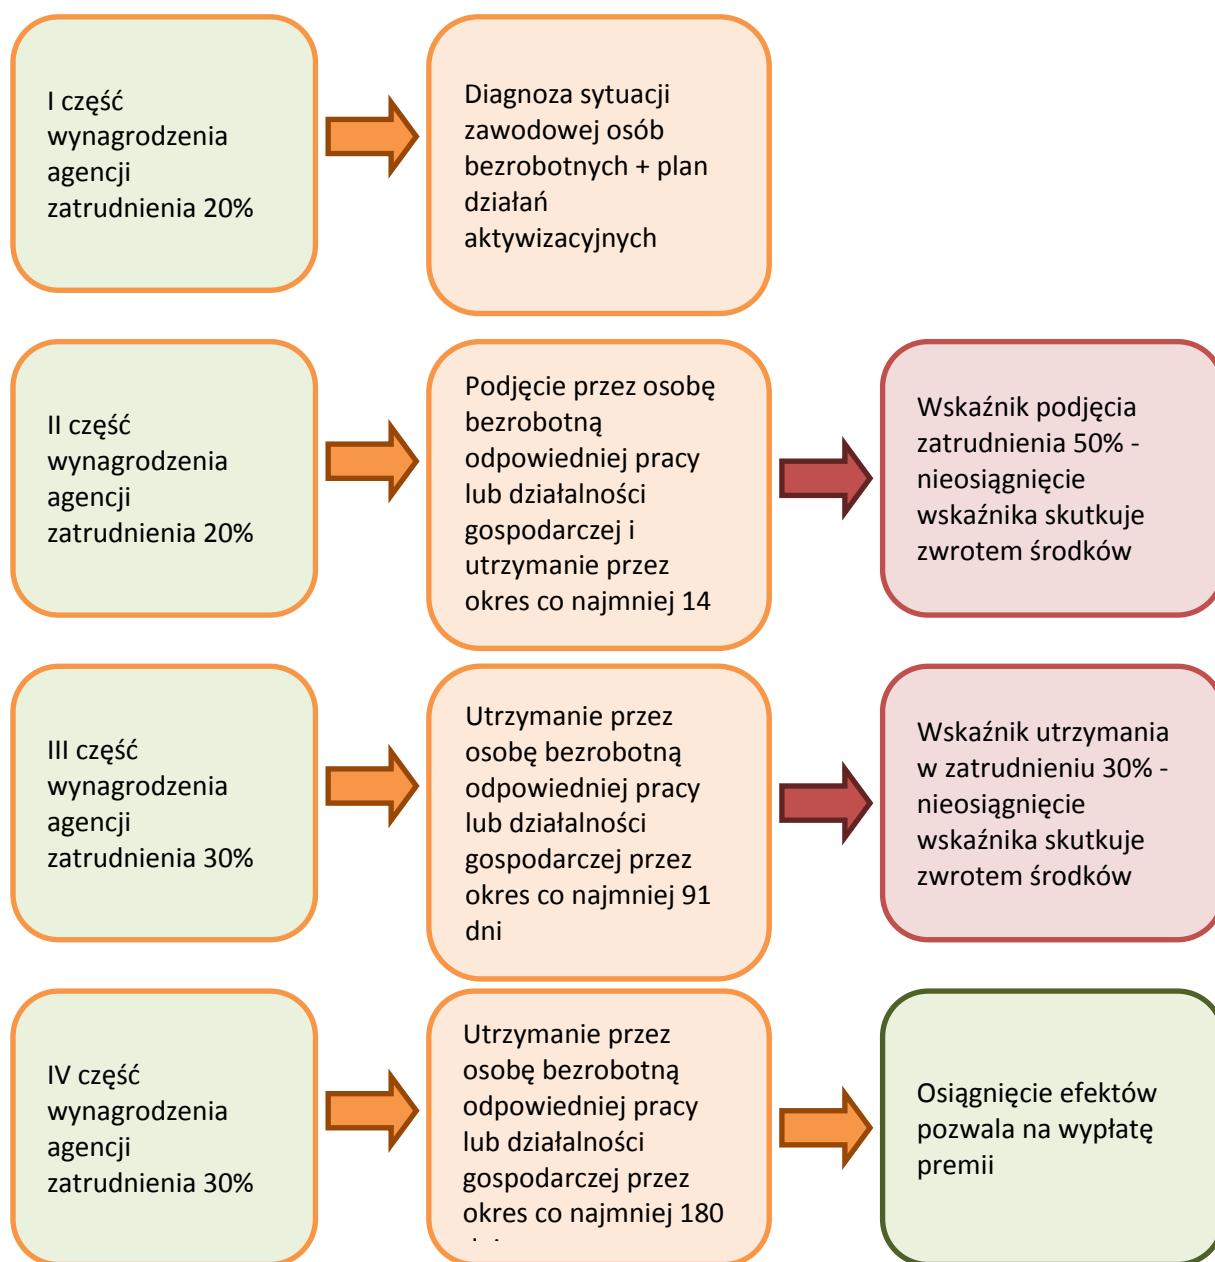 I część
wynagrodzenia
agencji
zatrudnienia 20%
Diagnoza sytuacji
zawodowej osób
bezrobotnych + plan
działań
aktywizacyjnych
II część
wynagrodzenia
agencji
zatrudnienia 20%
Podjęcie przez osobę
bezrobotną
odpowiedniej pracy
lub działalności
gospodarczej i
utrzymanie przez
okres co najmniej 14
Wskaźnik podjęcia
zatrudnienia 50% -
nieosiągnięcie
wskaźnika skutkuje
zwrotem środków
III część
wynagrodzenia
agencji
zatrudnienia 30%
Utrzymanie przez
osobę bezrobotną
odpowiedniej pracy
lub działalności
gospodarczej przez
okres co najmniej 91
dni
Wskaźnik utrzymania
w zatrudnieniu 30% -
nieosiągnięcie
wskaźnika skutkuje
zwrotem środków
IV część
wynagrodzenia
agencji
zatrudnienia 30%
Utrzymanie przez
osobę bezrobotną
odpowiedniej pracy
lub działalności
gospodarczej przez
okres co najmniej 180
Osiągnięcie efektów
pozwala na wypłatę
premii